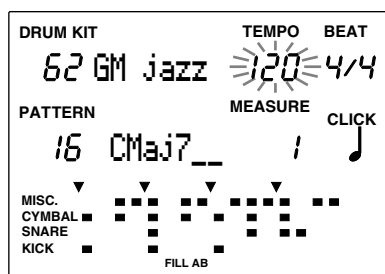 DRUM KIT TEMPO BEAT
62 GM jazz 120 4/4
PATTERN MEASURE CLICK
16 CMaj7__ 1
MISC.
CYMBAL
SNARE
KICK
FILL AB